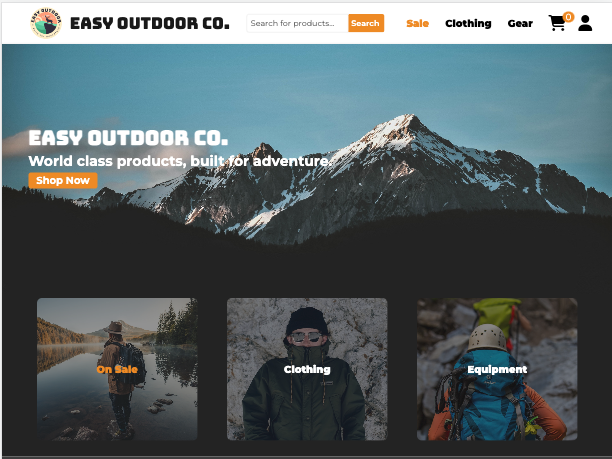 EASY OUTDOOR
EASY OUTDOOR CO.
Search for products...
Search
Sale
Clothing
Gear
0
EASY OUTDOOR CO.
World class products, built for adventure.
Shop Now
On Sale
Clothing
Equipment